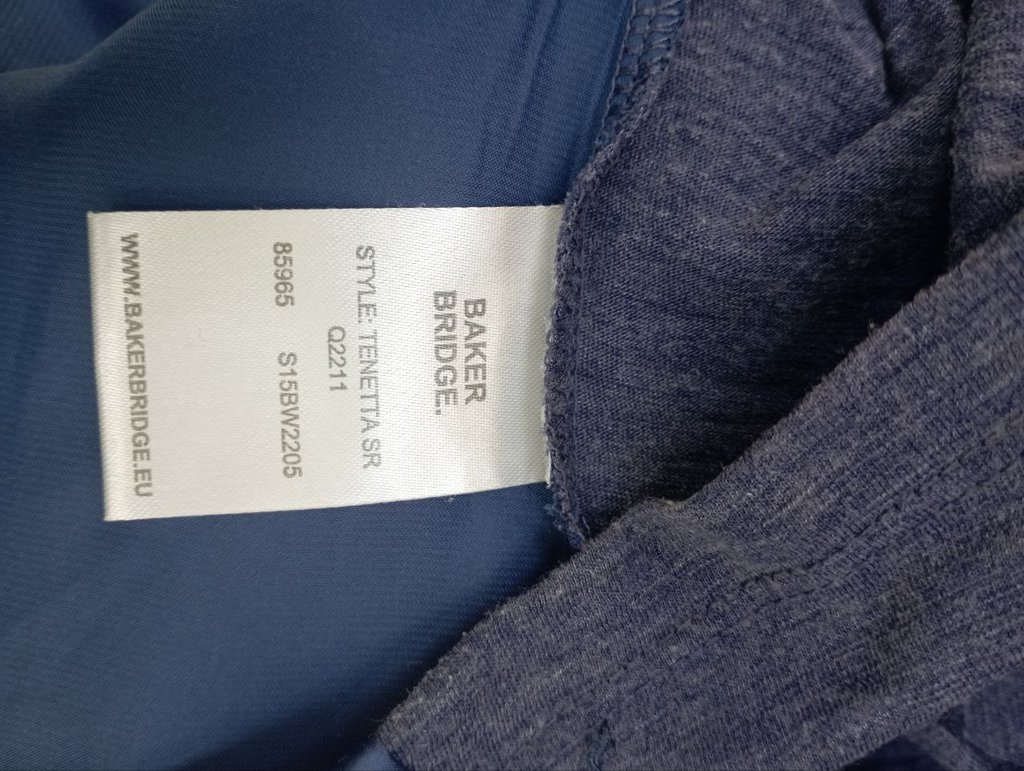 BAKER
BRIDGE.
STYLE: TENETTA SR
Q2211
85965 S15BW2205
WWW.BAKERBRIDGE.EU